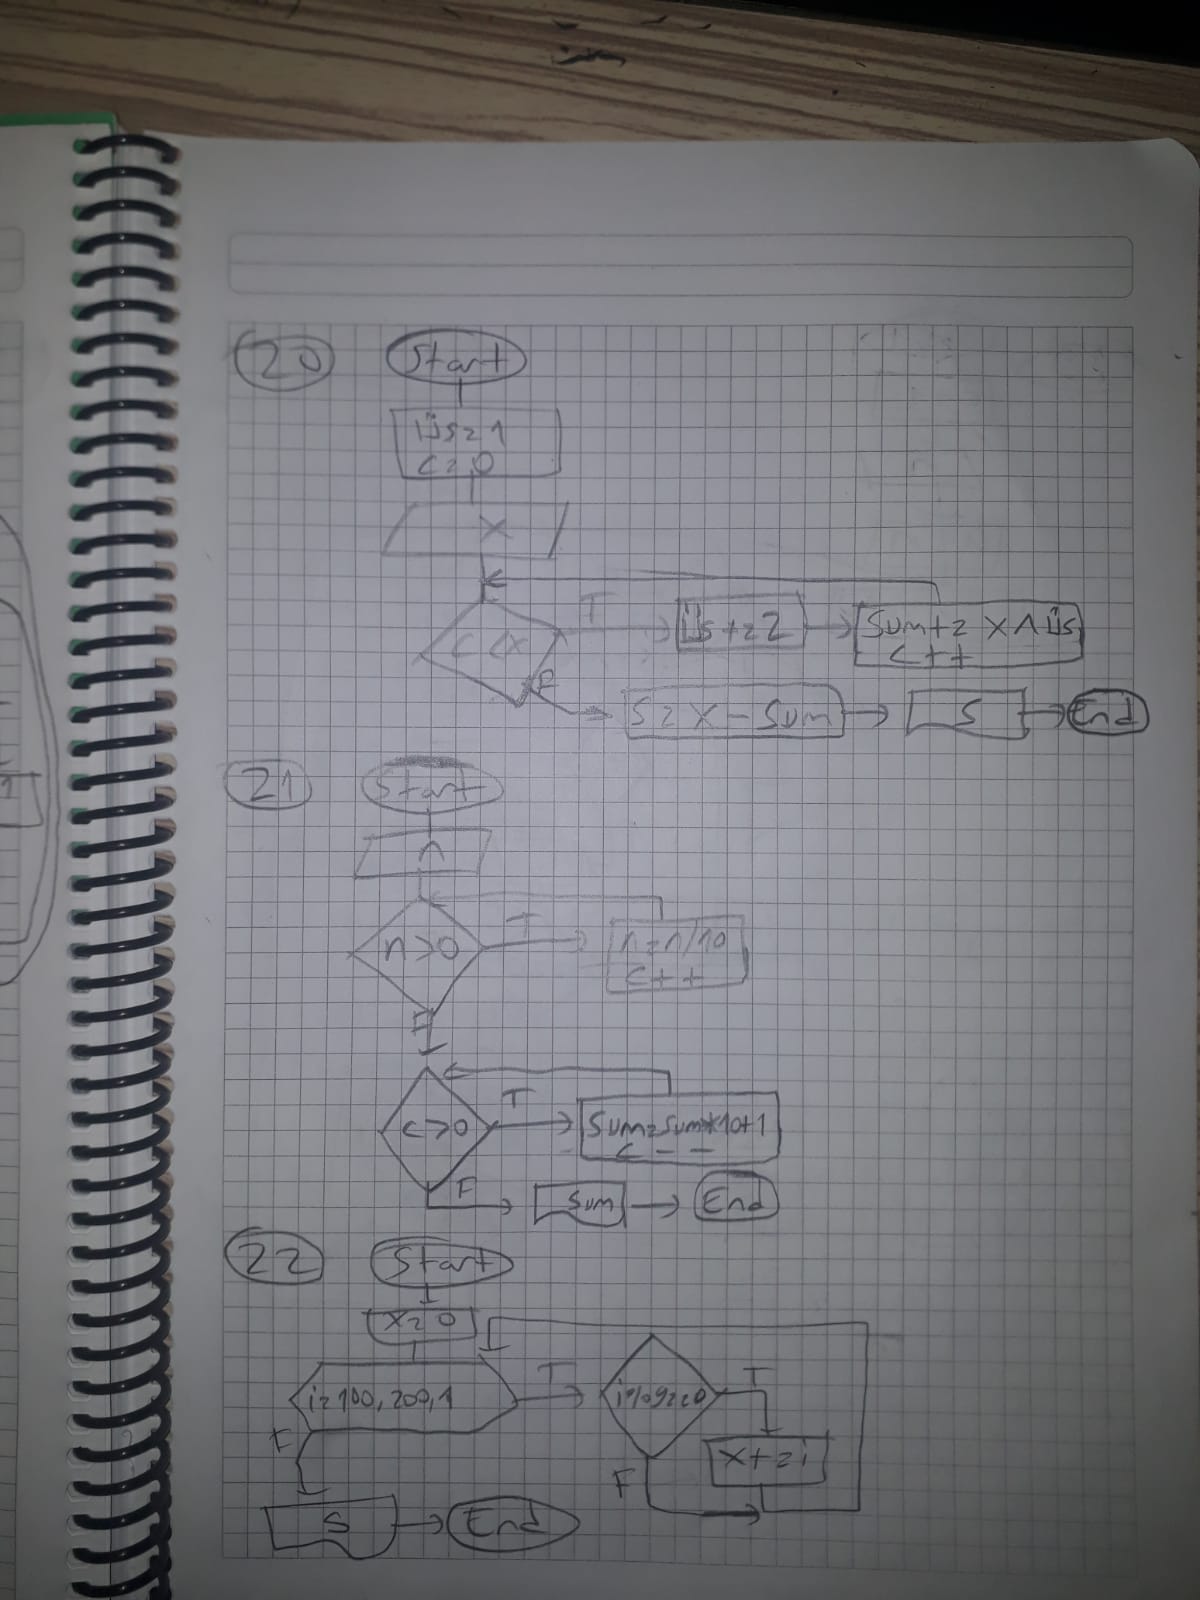 20 Start
Üs=1
c=0
x
c<x T Üs+=2 Sum+= x^Üs
c++
F
S=x-Sum S End
21 Start
n
n>0 T n=n/10
c++
F
c>0 T Sum=Sum*10+1
c--
F Sum End
22 Start
x=0
i=100,200,1 T i%9==0 T
F x+=i
F
S End
1